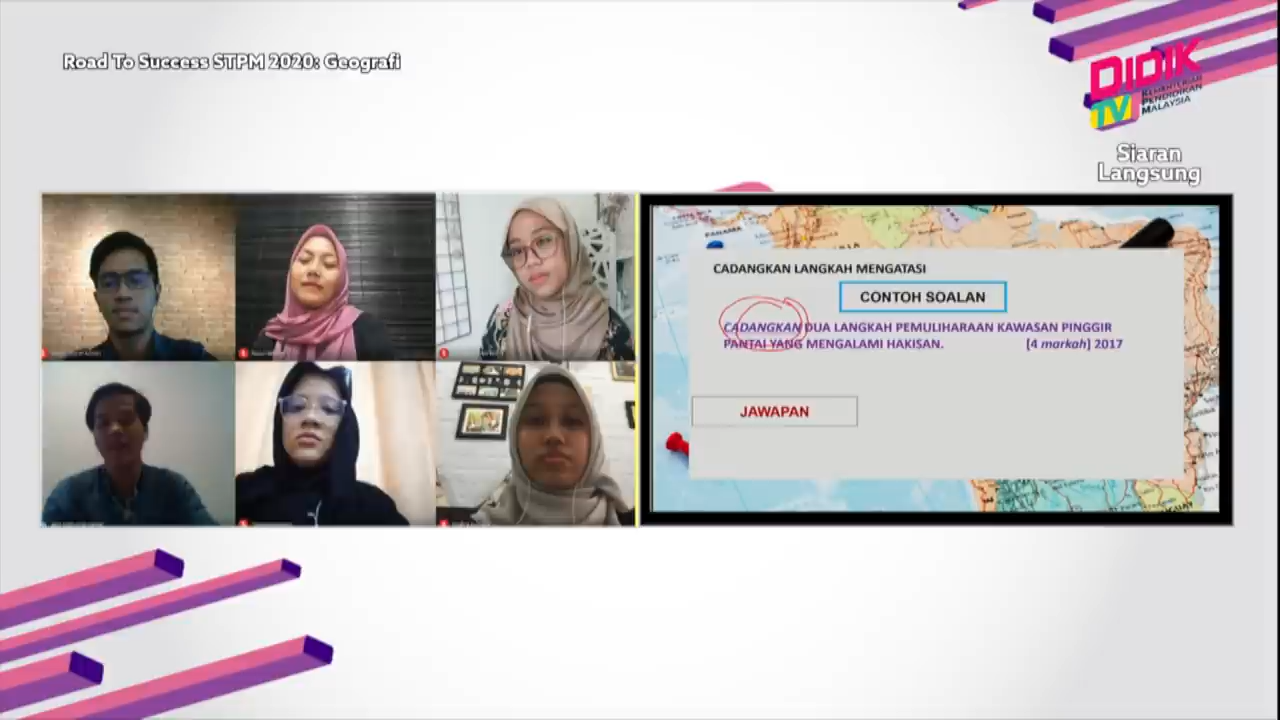 Road To Success STPM 2020: Geografi
DIDIK
TV
KEMENTERIAN
PENDIDIKAN
MALAYSIA
Siaran
Langsung
PANAMA
CADANGKAN LANGKAH MENGATASI
CONTOH SOALAN
CADANGKAN DUA LANGKAH PEMULIHARAAN KAWASAN PINGGIR
PANTAI YANG MENGALAMI HAKISAN. [4 markah] 2017
JAWAPAN